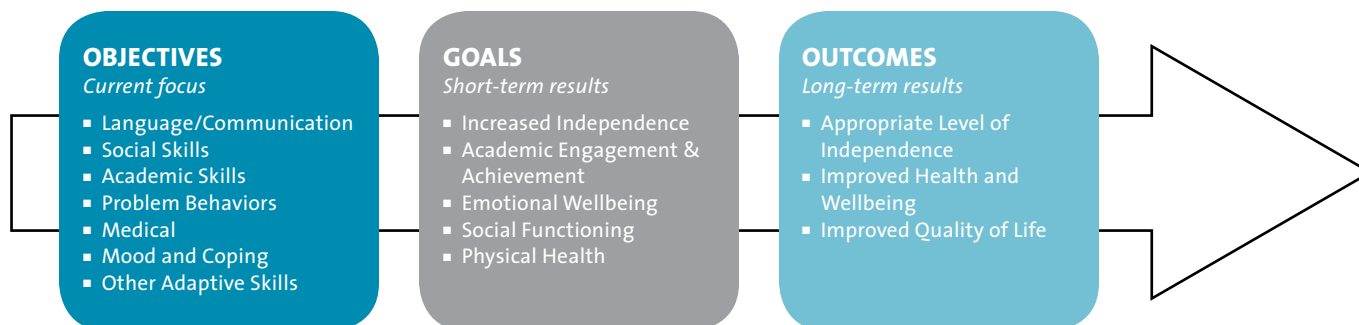 OBJECTIVES
Current focus
▪ Language/Communication
▪ Social Skills
▪ Academic Skills
▪ Problem Behaviors
▪ Medical
▪ Mood and Coping
▪ Other Adaptive Skills
GOALS
Short-term results
▪ Increased Independence
▪ Academic Engagement &
Achievement
▪ Emotional Wellbeing
▪ Social Functioning
▪ Physical Health
OUTCOMES
Long-term results
▪ Appropriate Level of
Independence
▪ Improved Health and
Wellbeing
▪ Improved Quality of Life